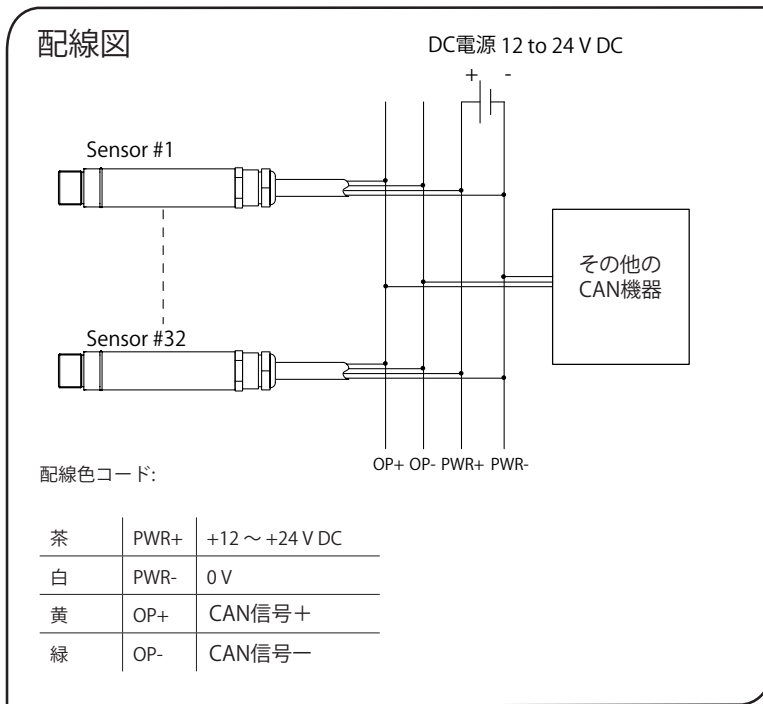 配線図
DC電源 12 to 24 V DC
+ -
Sensor #1
その他の
CAN機器
Sensor #32
OP+ OP- PWR+ PWR-
配線色コード:
茶 PWR+ +12 ～ +24 V DC
白 PWR- 0 V
黄 OP+ CAN信号＋
緑 OP- CAN信号ー